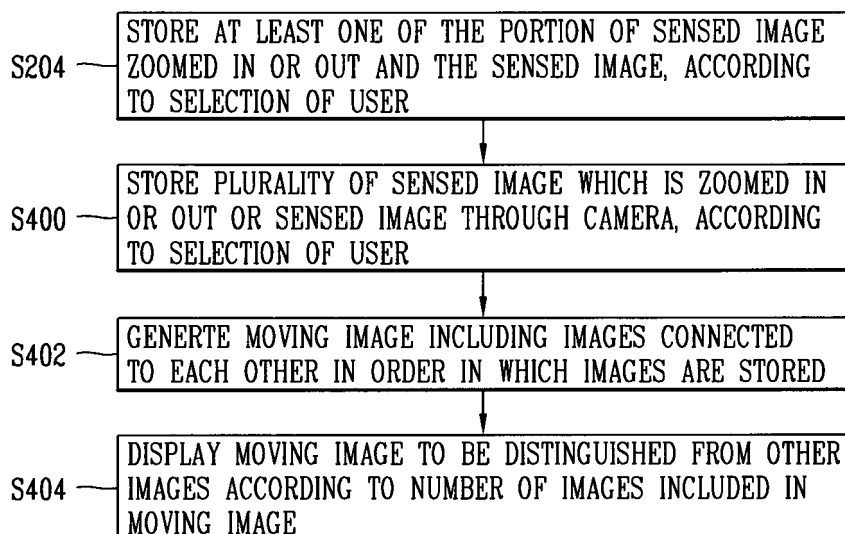 S204
STORE AT LEAST ONE OF THE PORTION OF SENSED IMAGE
ZOOMED IN OR OUT AND THE SENSED IMAGE, ACCORDING
TO SELECTION OF USER
S400
STORE PLURALITY OF SENSED IMAGE WHICH IS ZOOMED IN
OR OUT OR SENSED IMAGE THROUGH CAMERA, ACCORDING
TO SELECTION OF USER
S402
GENERTE MOVING IMAGE INCLUDING IMAGES CONNECTED
TO EACH OTHER IN ORDER IN WHICH IMAGES ARE STORED
S404
DISPLAY MOVING IMAGE TO BE DISTINGUISHED FROM OTHER
IMAGES ACCORDING TO NUMBER OF IMAGES INCLUDED IN
MOVING IMAGE